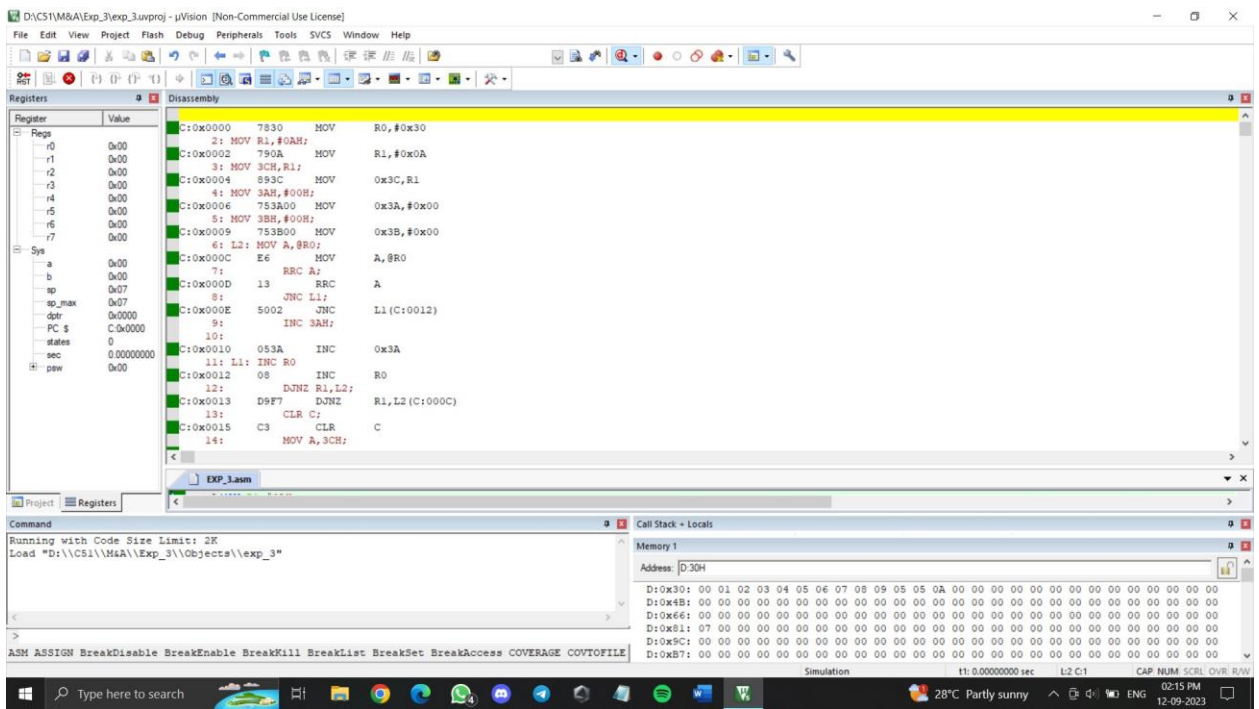 D:\C51\M&A\Exp_3\exp_3.uvproj - µVision [Non-Commercial Use License]
File Edit View Project Flash Debug Peripherals Tools SVCS Window Help
RST
Registers
Register Value
Regs
r0 0x00
r1 0x00
r2 0x00
r3 0x00
r4 0x00
r5 0x00
r6 0x00
r7 0x00
Sys
a 0x00
b 0x00
sp 0x07
sp_max 0x07
dptr 0x0000
PC $ C:0x0000
states 0
sec 0.00000000
psw 0x00
Project Registers
Disassembly
C:0x0000 7830 MOV R0,#0x30
2: MOV R1,#0AH;
C:0x0002 790A MOV R1,#0x0A
3: MOV 3CH,R1;
C:0x0004 893C MOV 0x3C,R1
4: MOV 3AH,#00H;
C:0x0006 753A00 MOV 0x3A,#0x00
5: MOV 3BH,#00H;
C:0x0009 753B00 MOV 0x3B,#0x00
6: L2: MOV A,@R0;
C:0x000C E6 MOV A,@R0
7: RRC A;
C:0x000D 13 RRC A
8: JNC L1;
C:0x000E 5002 JNC L1(C:0012)
9: INC 3AH;
10:
C:0x0010 053A INC 0x3A
11: L1: INC R0
C:0x0012 08 INC R0
12: DJNZ R1,L2;
C:0x0013 D9F7 DJNZ R1,L2(C:000C)
13: CLR C;
C:0x0015 C3 CLR C
14: MOV A,3CH;
EXP_3.asm
Command
Running with Code Size Limit: 2K
Load "D:\\C51\\M&A\\Exp_3\\Objects\\exp_3"
>
ASM ASSIGN BreakDisable BreakEnable BreakKill BreakList BreakSet BreakAccess COVERAGE COVTOFILE
Call Stack + Locals
Memory 1
Address: D:30H
D:0x30: 00 01 02 03 04 05 06 07 08 09 05 05 0A 00 00 00 00 00 00 00 00 00 00 00 00 00 00
D:0x4B: 00 00 00 00 00 00 00 00 00 00 00 00 00 00 00 00 00 00 00 00 00 00 00 00 00 00 00
D:0x66: 00 00 00 00 00 00 00 00 00 00 00 00 00 00 00 00 00 00 00 00 00 00 00 00 00 00 00
D:0x81: 07 00 00 00 00 00 00 00 00 00 00 00 00 00 00 00 00 00 00 00 00 00 00 00 00 00 00
D:0x9C: 00 00 00 00 00 00 00 00 00 00 00 00 00 00 00 00 00 00 00 00 00 00 00 00 00 00 00
D:0xB7: 00 00 00 00 00 00 00 00 00 00 00 00 00 00 00 00 00 00 00 00 00 00 00 00 00 00 00
Simulation t1: 0.00000000 sec L:2 C:1 CAP NUM SCRL OVR R/W
Type here to search
4
28°C Partly sunny ENG
02:15 PM
12-09-2023